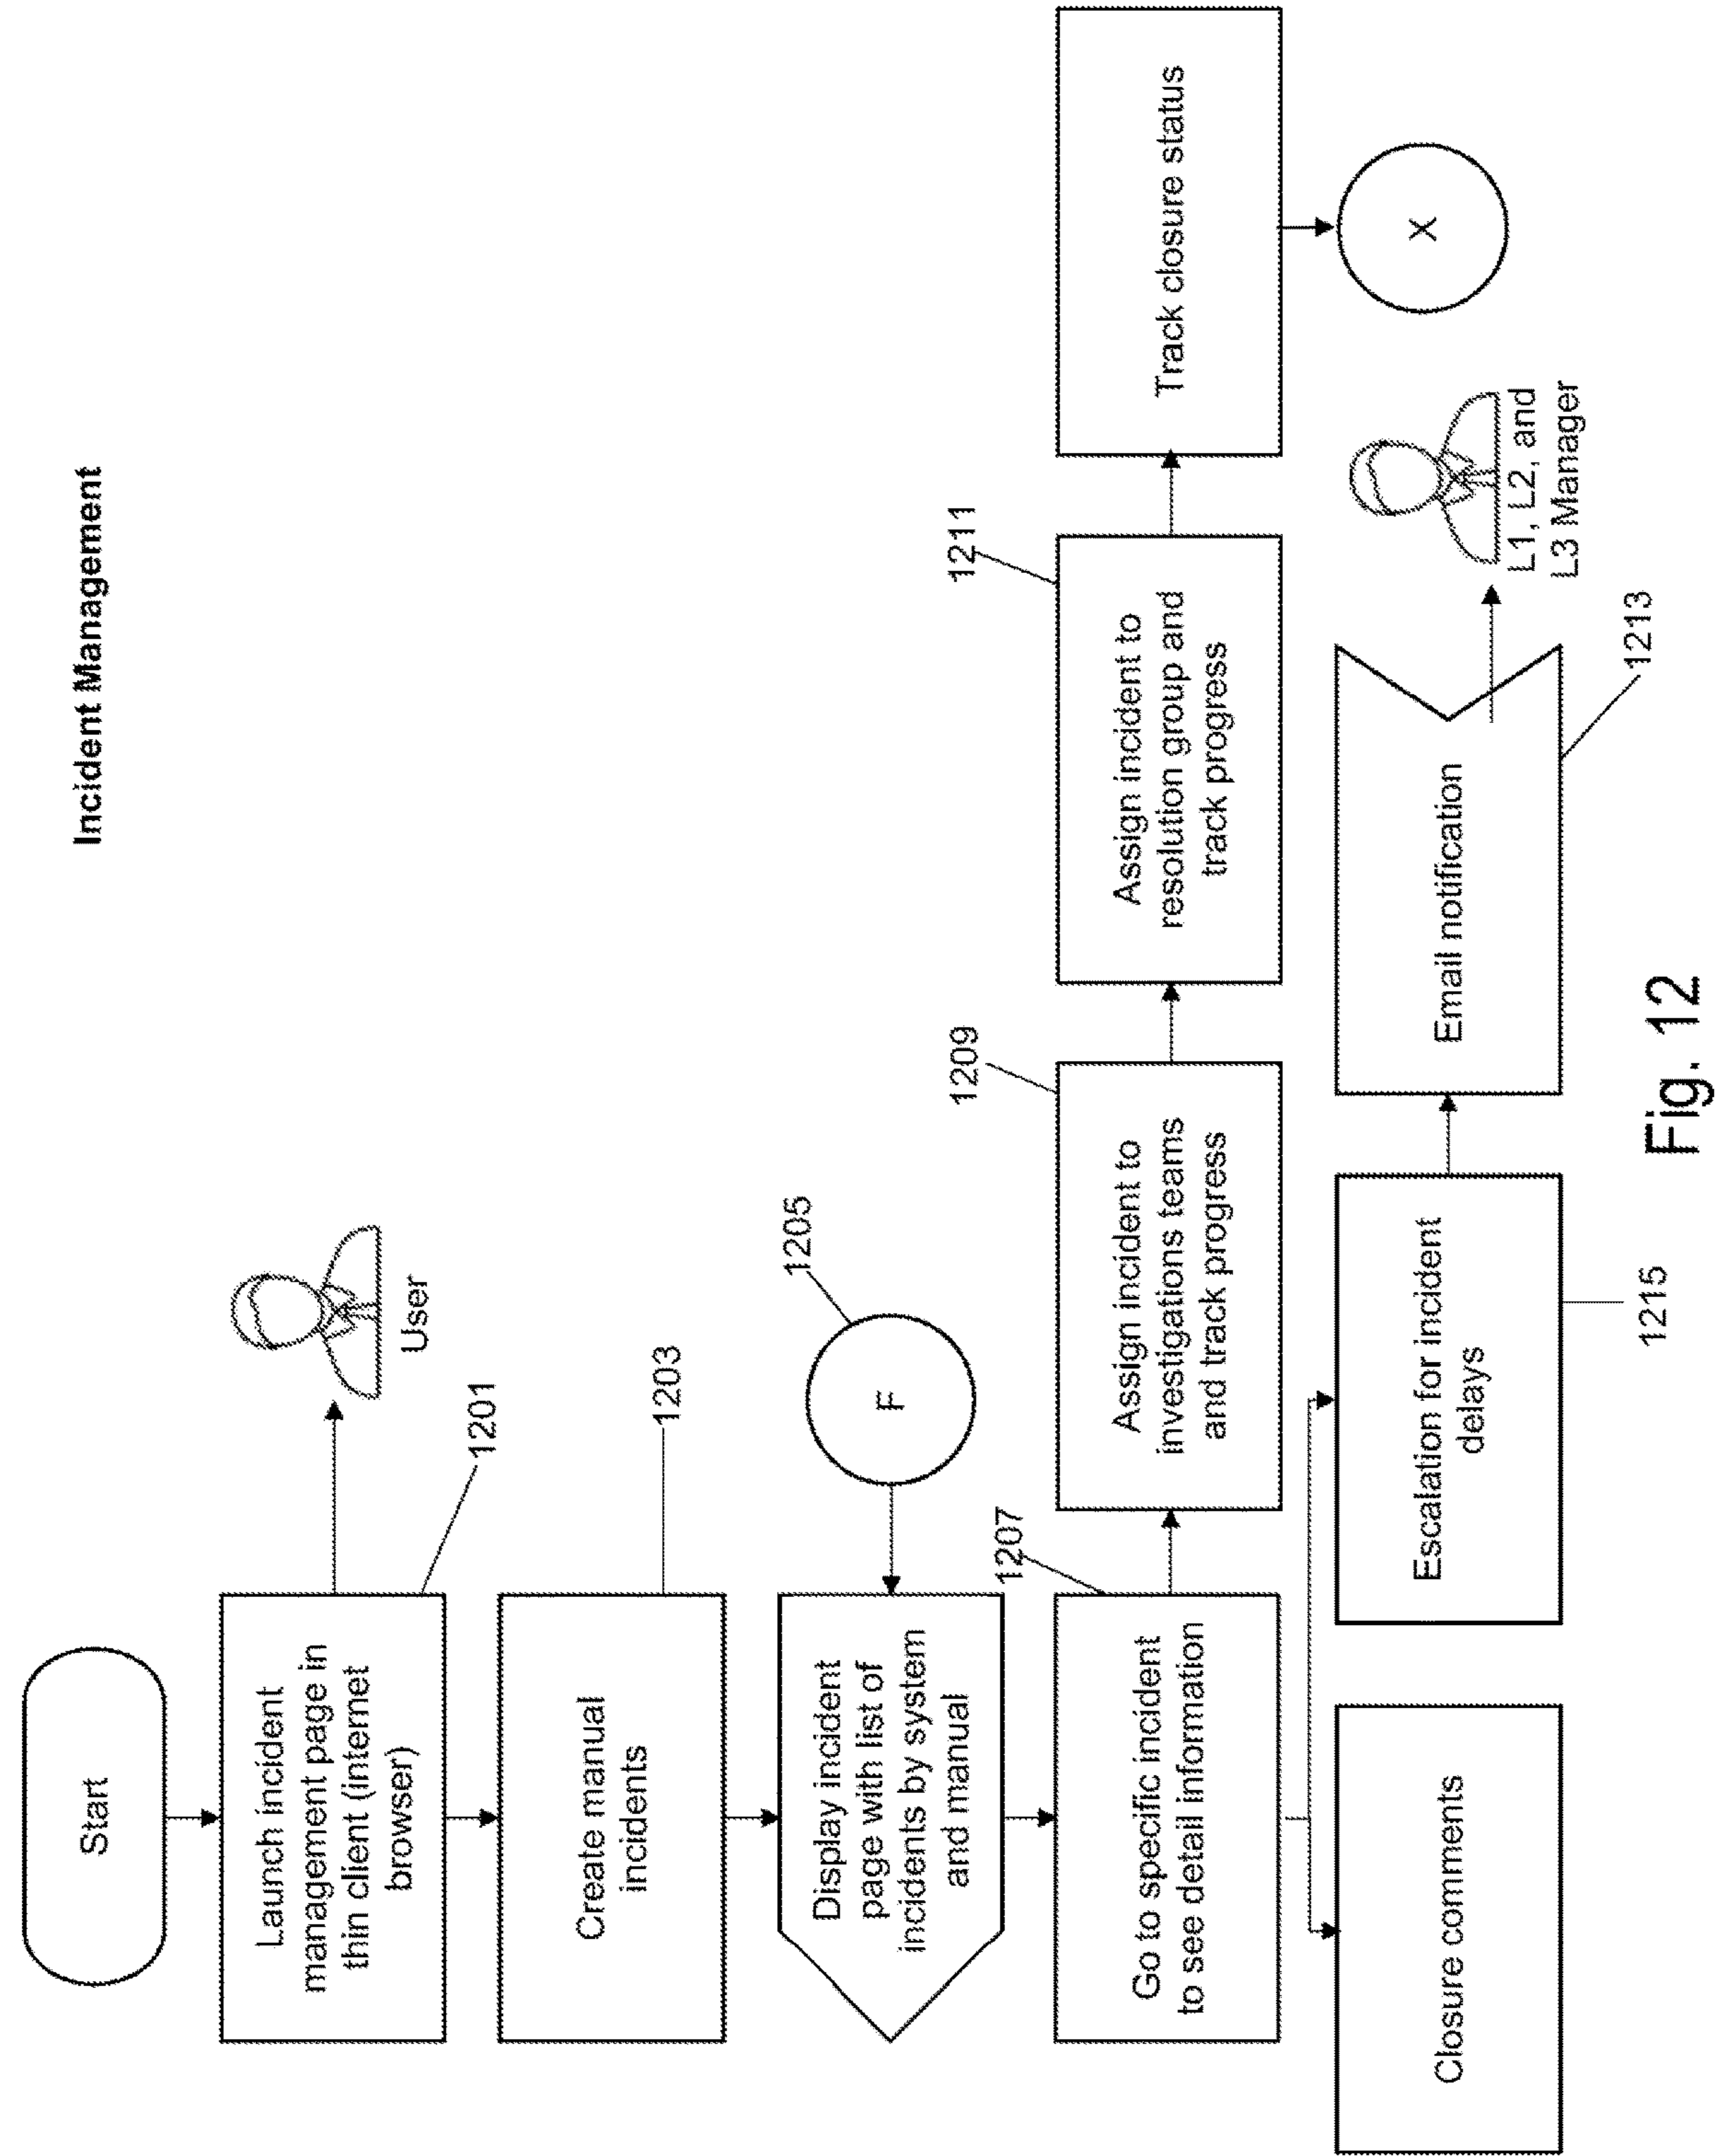 Incident Management
Start
Launch incident
management page in
thin client (internet
browser)
User
1201
Create manual
incidents
1203
Display incident
page with list of
incidents by system
and manual
F
1205
Go to specific incident
to see detail information
1207
Assign incident to
investigations teams
and track progress
1209
Assign incident to
resolution group and
track progress
1211
Track closure status
X
Closure comments
Escalation for incident
delays
1215
Email notification
1213
L1, L2, and
L3 Manager
Fig. 12